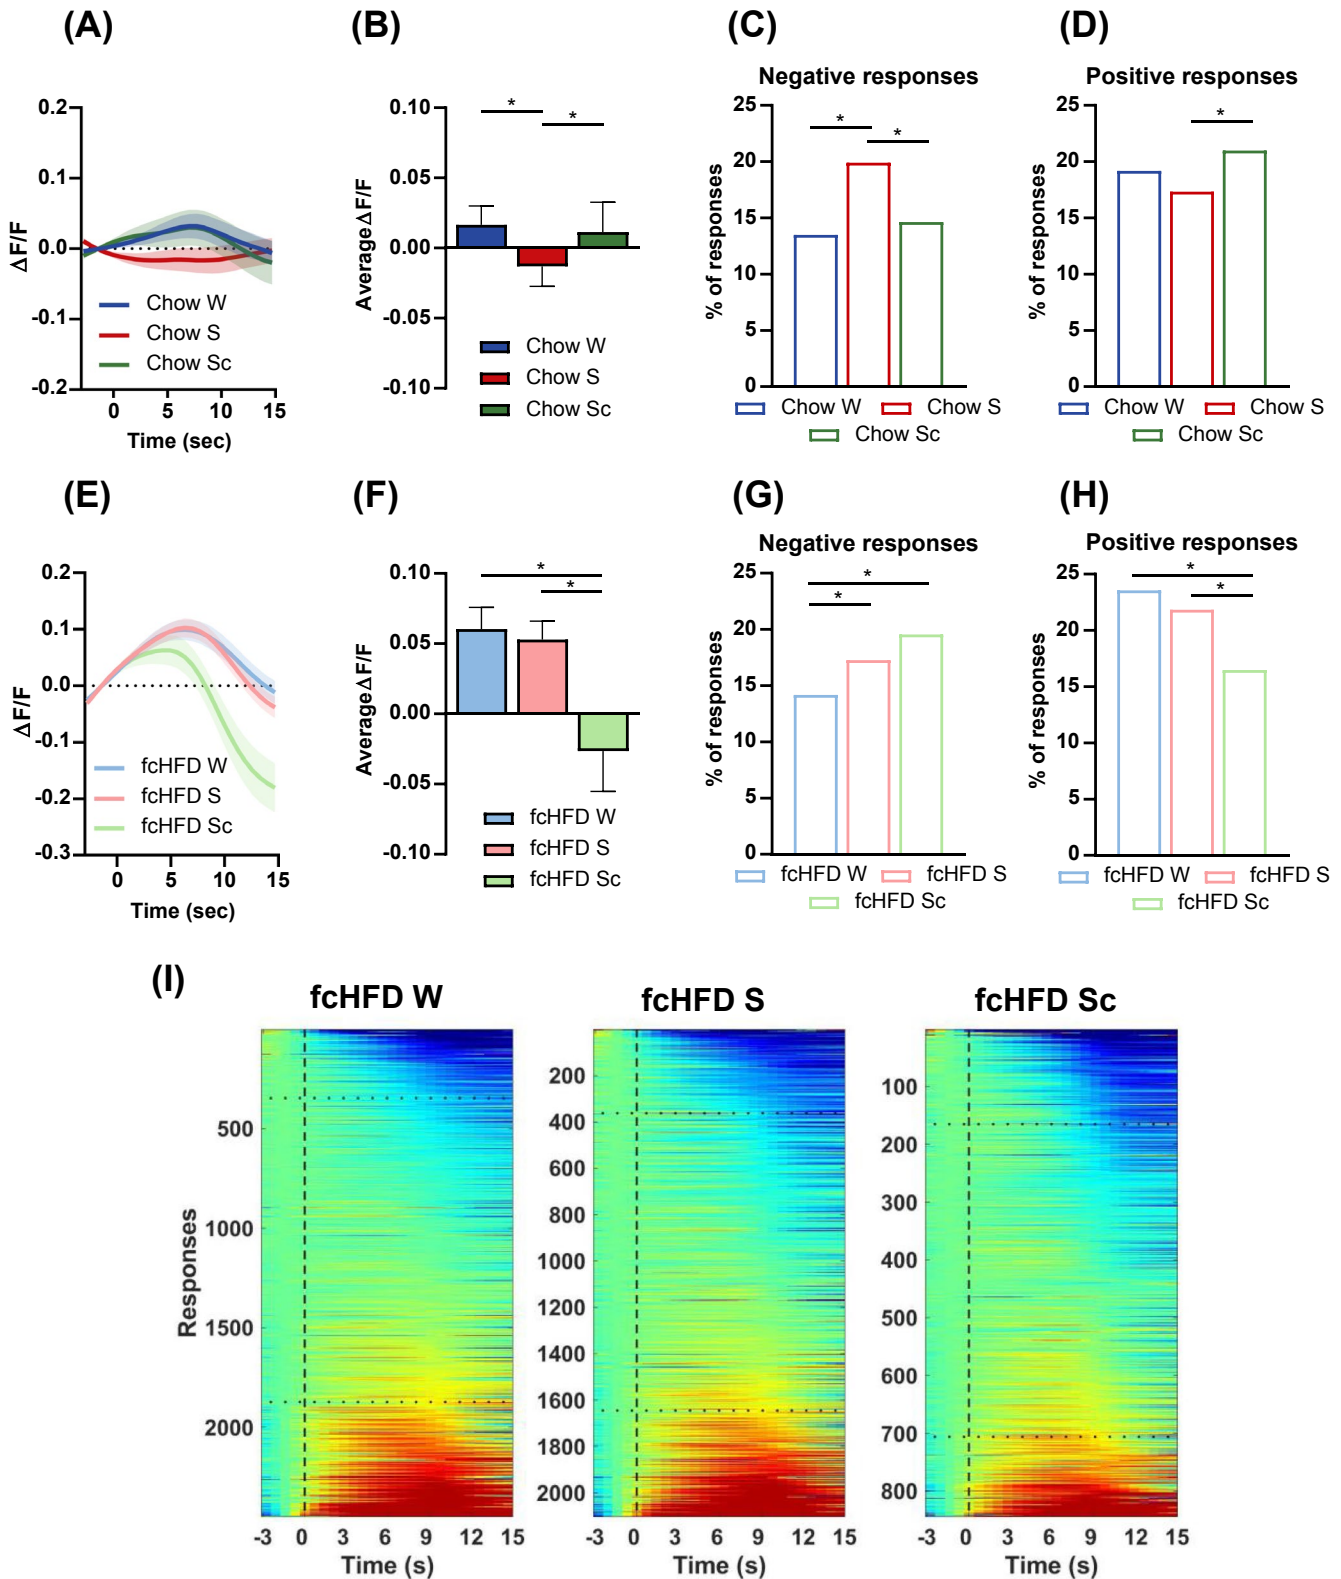 (A)
(B)
(C)
(D)
Negative responses
Positive responses
0.2
0.1
0.0
-0.1
-0.2
ΔF/F
0 5 10 15
Time (sec)
Chow W
Chow S
Chow Sc
0.10
0.05
0.00
-0.05
-0.10
Average ΔF/F
* *
Chow W
Chow S
Chow Sc
25
20
15
10
5
0
% of responses
* *
Chow W Chow S
Chow Sc
25
20
15
10
5
0
% of responses
*
Chow W Chow S
Chow Sc
(E)
(F)
(G)
(H)
Negative responses
Positive responses
0.2
0.1
0.0
-0.1
-0.2
-0.3
ΔF/F
0 5 10 15
Time (sec)
fcHFD W
fcHFD S
fcHFD Sc
0.10
0.05
0.00
-0.05
-0.10
Average ΔF/F
*
*
fcHFD W
fcHFD S
fcHFD Sc
25
20
15
10
5
0
% of responses
*
*
fcHFD W fcHFD S
fcHFD Sc
25
20
15
10
5
0
% of responses
*
*
fcHFD W fcHFD S
fcHFD Sc
(I)
fcHFD W
fcHFD S
fcHFD Sc
Responses
500
1000
1500
2000
-3 0 3 6 9 12 15
Time (s)
200
400
600
800
1000
1200
1400
1600
1800
2000
-3 0 3 6 9 12 15
Time (s)
100
200
300
400
500
600
700
800
-3 0 3 6 9 12 15
Time (s)